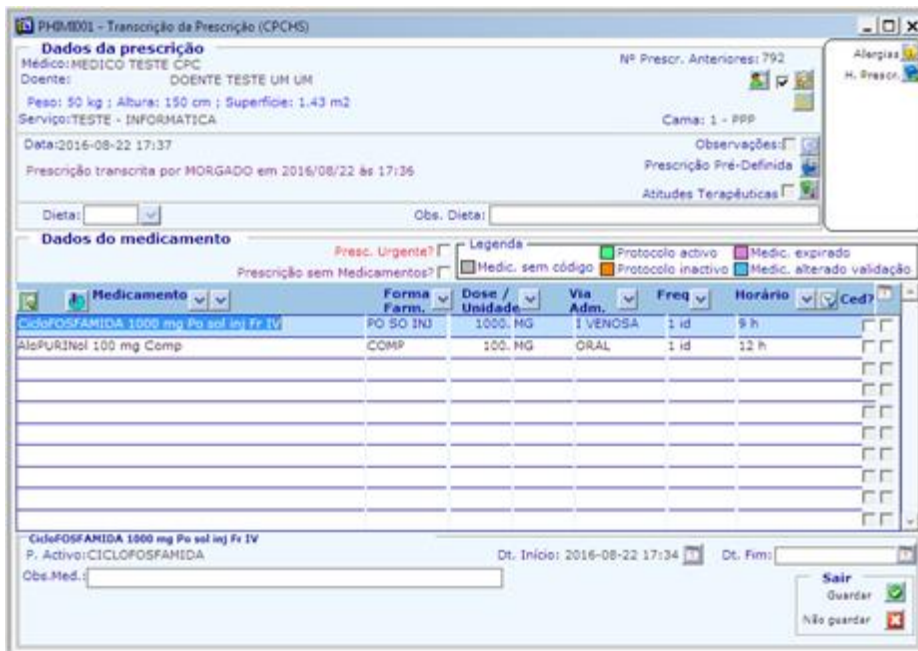 PHIMI001 - Transcrição da Prescrição (CPCHS)
Dados da prescrição
Médico:MEDICO TESTE CPC
Nº Prescr. Anteriores: 792
Alergias
Doente: DOENTE TESTE UM UM
H. Prescr.
Peso: 50 kg ; Altura: 150 cm ; Superfície: 1.43 m2
Serviço:TESTE - INFORMATICA
Cama: 1 - PPP
Data:2016-08-22 17:37
Observações:
Prescrição transcrita por MORGADO em 2016/08/22 às 17:36
Prescrição Pré-Definida
Atitudes Terapêuticas
Dieta:
Obs. Dieta:
Dados do medicamento
Presc. Urgente?
Legenda
Protocolo activo
Medic. expirado
Prescrição sem Medicamentos?
Medic. sem código
Protocolo inactivo
Medic. alterado validação
Medicamento Forma Farm. Dose / Unidade Via Adm. Freq Horário Ced?
CicloFOSFAMIDA 1000 mg Po sol inj Fr IV PO SO INJ 1000. MG I VENOSA 1 id 9 h
AloPURINol 100 mg Comp COMP 100. MG ORAL 1 id 12 h
CicloFOSFAMIDA 1000 mg Po sol inj Fr IV
P. Activo:CICLOFOSFAMIDA
Dt. Início: 2016-08-22 17:34
Dt. Fim:
Obs.Med.:
Sair
Guardar
Não guardar